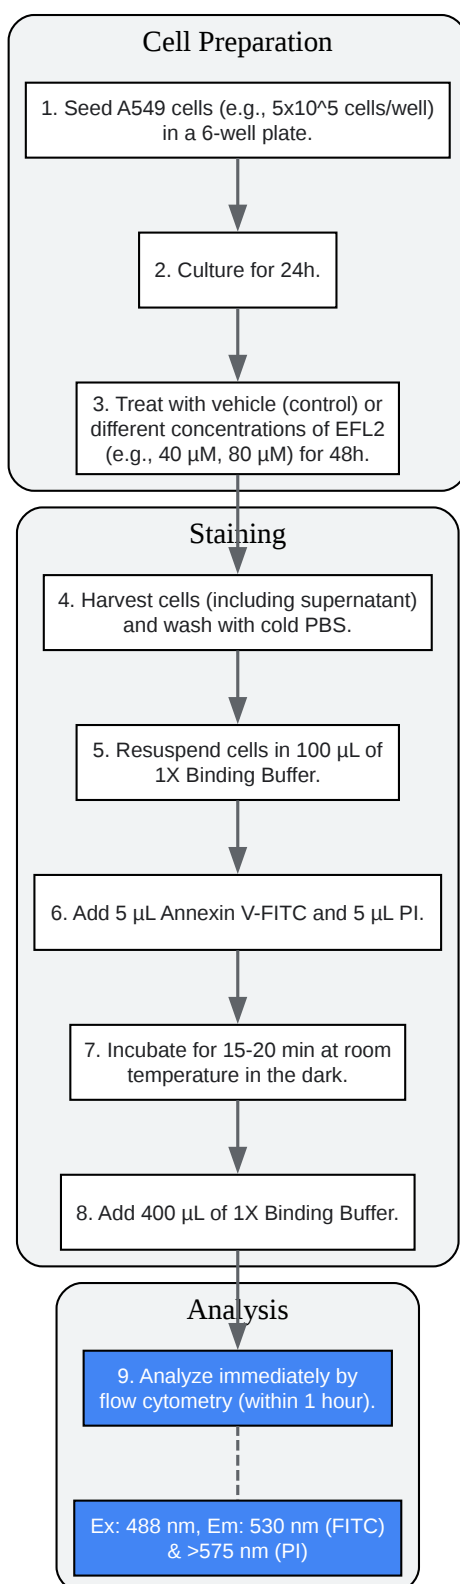 Cell Preparation
1. Seed A549 cells (e.g., 5x10^5 cells/well)
in a 6-well plate.
2. Culture for 24h.
3. Treat with vehicle (control) or
different concentrations of EFL2
(e.g., 40 µM, 80 µM) for 48h.
Staining
4. Harvest cells (including supernatant)
and wash with cold PBS.
5. Resuspend cells in 100 µL of
1X Binding Buffer.
6. Add 5 µL Annexin V-FITC and 5 µL PI.
7. Incubate for 15-20 min at room
temperature in the dark.
8. Add 400 µL of 1X Binding Buffer.
Analysis
9. Analyze immediately by
flow cytometry (within 1 hour).
Ex: 488 nm, Em: 530 nm (FITC)
& >575 nm (PI)